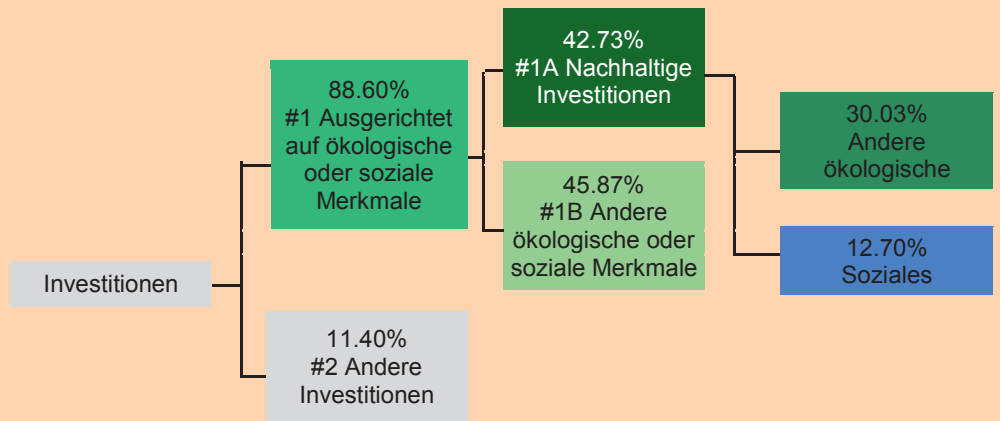 Investitionen
88.60%
#1 Ausgerichtet
auf ökologische
oder soziale
Merkmale
11.40%
#2 Andere
Investitionen
42.73%
#1A Nachhaltige
Investitionen
45.87%
#1B Andere
ökologische oder
soziale Merkmale
30.03%
Andere
ökologische
12.70%
Soziales